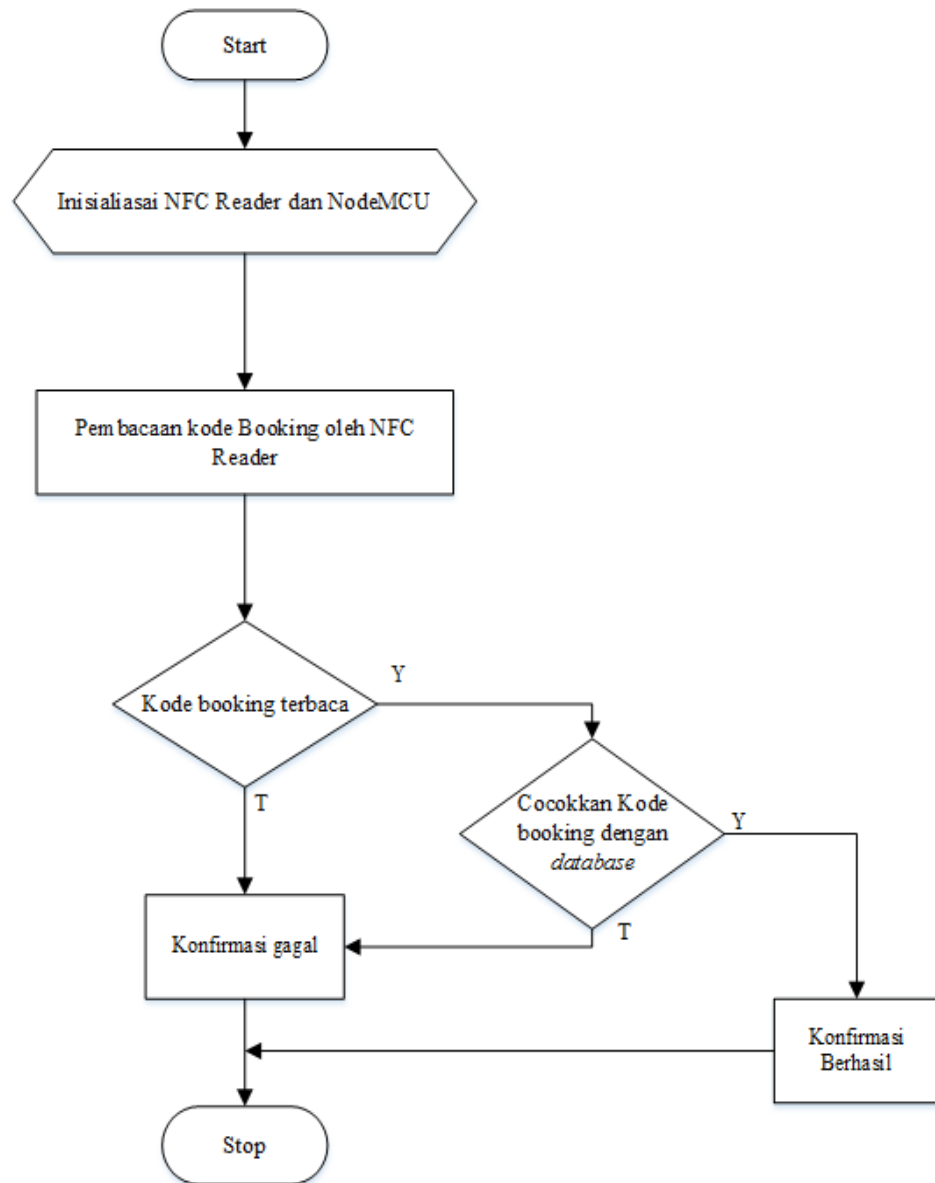 Start
Inisialiasai NFC Reader dan NodeMCU
Pembacaan kode Booking oleh NFC
Reader
Kode booking terbaca
Y
T
Cocokkan Kode
booking dengan
database
Y
T
Konfirmasi gagal
Konfirmasi
Berhasil
Stop